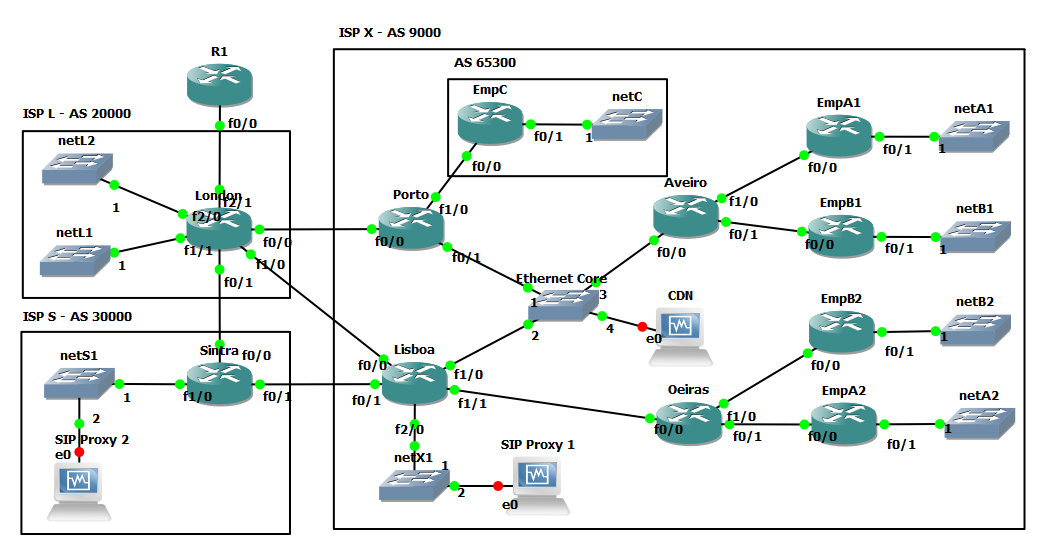 ISP X - AS 9000
R1
f0/0
AS 65300
EmpC
netC
f0/1
1
f0/0
EmpA1
netA1
f0/1
1
f0/0
ISP L - AS 20000
netL2
1
London
f2/1
f2/0
f0/0
f1/1
f1/0
f0/1
netL1
1
Porto
f1/0
f0/0
f0/1
Aveiro
f1/0
f0/1
f0/0
EmpB1
netB1
f0/0
f0/1
1
Ethernet Core
1
3
2
4
CDN
e0
EmpB2
netB2
f0/0
f0/1
1
ISP S - AS 30000
netS1
1
2
Sintra
f0/0
f1/0
f0/1
Lisboa
f0/0
f0/1
f1/0
f1/1
f2/0
Oeiras
f0/0
f1/0
f0/1
EmpA2
netA2
f0/0
f0/1
1
SIP Proxy 2
e0
netX1
1
2
SIP Proxy 1
e0